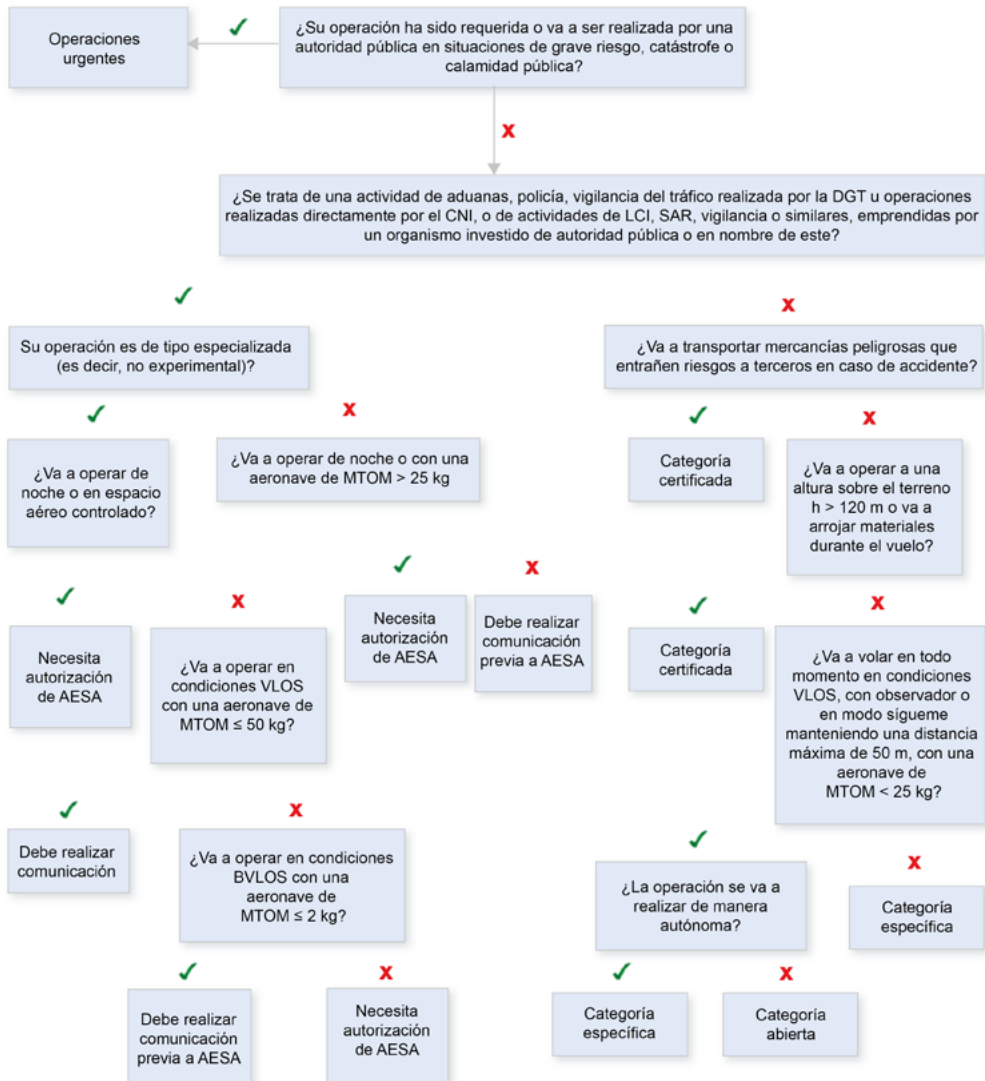 Operaciones
urgentes
¿Su operación ha sido requerida o va a ser realizada por una
autoridad pública en situaciones de grave riesgo, catástrofe o
calamidad pública?
¿Se trata de una actividad de aduanas, policía, vigilancia del tráfico realizada por la DGT u operaciones
realizadas directamente por el CNI, o de actividades de LCI, SAR, vigilancia o similares, emprendidas por
un organismo investido de autoridad pública o en nombre de este?
Su operación es de tipo especializada
(es decir, no experimental)?
¿Va a transportar mercancías peligrosas que
entrañen riesgos a terceros en caso de accidente?
¿Va a operar de
noche o en espacio
aéreo controlado?
¿Va a operar de noche o con una
aeronave de MTOM > 25 kg
Categoría
certificada
¿Va a operar a una
altura sobre el terreno
h > 120 m o va a
arrojar materiales
durante el vuelo?
Necesita
autorización
de AESA
¿Va a operar en
condiciones VLOS
con una aeronave de
MTOM ≤ 50 kg?
Necesita
autorización
de AESA
Debe realizar
comunicación
previa a AESA
Categoría
certificada
¿Va a volar en todo
momento en condiciones
VLOS, con observador o
en modo sígueme
manteniendo una distancia
máxima de 50 m, con una
aeronave de
MTOM < 25 kg?
Debe realizar
comunicación
¿Va a operar en condiciones
BVLOS con una
aeronave de
MTOM ≤ 2 kg?
¿La operación se va a
realizar de manera
autónoma?
Categoría
específica
Debe realizar
comunicación
previa a AESA
Necesita
autorización
de AESA
Categoría
específica
Categoría
abierta